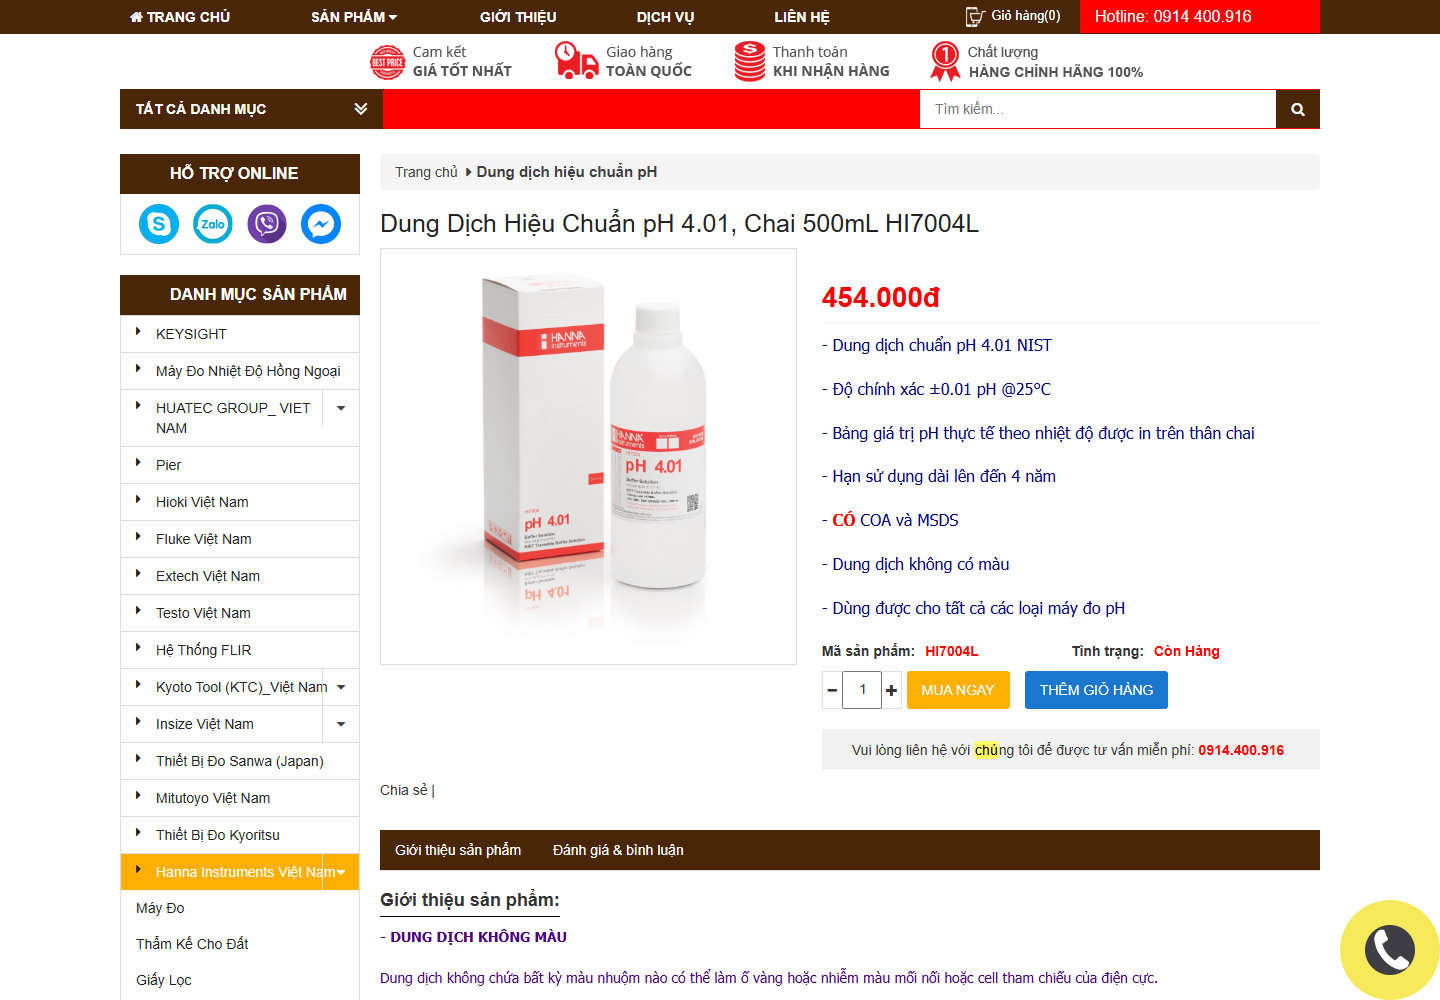 TRANG CHỦ
SẢN PHẨM
GIỚI THIỆU
DỊCH VỤ
LIÊN HỆ
Giỏ hàng(0)
Hotline: 0914 400.916
BEST PRICE
Cam kết
GIÁ TỐT NHẤT
Giao hàng
TOÀN QUỐC
Thanh toán
KHI NHẬN HÀNG
Chất lượng
HÀNG CHÍNH HÃNG 100%
TẤT CẢ DANH MỤC
Tìm kiếm...
HỖ TRỢ ONLINE
Zalo
Trang chủ
Dung dịch hiệu chuẩn pH
Dung Dịch Hiệu Chuẩn pH 4.01, Chai 500mL HI7004L
DANH MỤC SẢN PHẨM
KEYSIGHT
Máy Đo Nhiệt Độ Hồng Ngoại
HUATEC GROUP_ VIET
NAM
Pier
Hioki Việt Nam
Fluke Việt Nam
Extech Việt Nam
Testo Việt Nam
Hệ Thống FLIR
Kyoto Tool (KTC)_Việt Nam
Insize Việt Nam
Thiết Bị Đo Sanwa (Japan)
Mitutoyo Việt Nam
Thiết Bị Đo Kyoritsu
Hanna Instruments Việt Nam
Máy Đo
Thẩm Kế Cho Đất
Giấy Lọc
HANNA
instruments
pH 4.01
Buffer Solution
HANNA
instruments
pH 4.01
Buffer Solution
454.000đ
- Dung dịch chuẩn pH 4.01 NIST
- Độ chính xác ±0.01 pH @25°C
- Bảng giá trị pH thực tế theo nhiệt độ được in trên thân chai
- Hạn sử dụng dài lên đến 4 năm
- CÓ COA và MSDS
- Dung dịch không có màu
- Dùng được cho tất cả các loại máy đo pH
Mã sản phẩm: HI7004L
Tình trạng: Còn Hàng
1
MUA NGAY
THÊM GIỎ HÀNG
Vui lòng liên hệ với chúng tôi để được tư vấn miễn phí: 0914.400.916
Chia sẻ |
Giới thiệu sản phẩm
Đánh giá & bình luận
Giới thiệu sản phẩm:
- DUNG DỊCH KHÔNG MÀU
Dung dịch không chứa bất kỳ màu nhuộm nào có thể làm ố vàng hoặc nhiễm màu mối nối hoặc cell tham chiếu của điện cực.